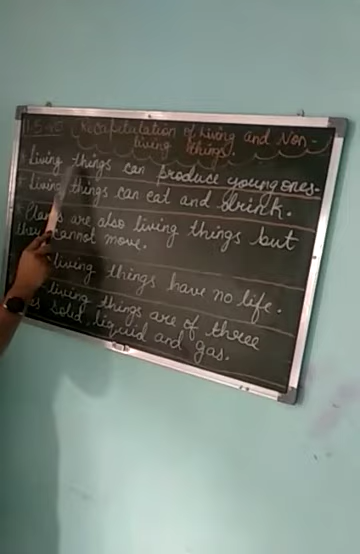 Recapitulation of Living and Non-
living things.
* Living things can produce young ones.
* Living things can eat and drink.
* Plants are also living things but
they cannot move.
living things have no life.
living things are of three
solid, liquid and gas.